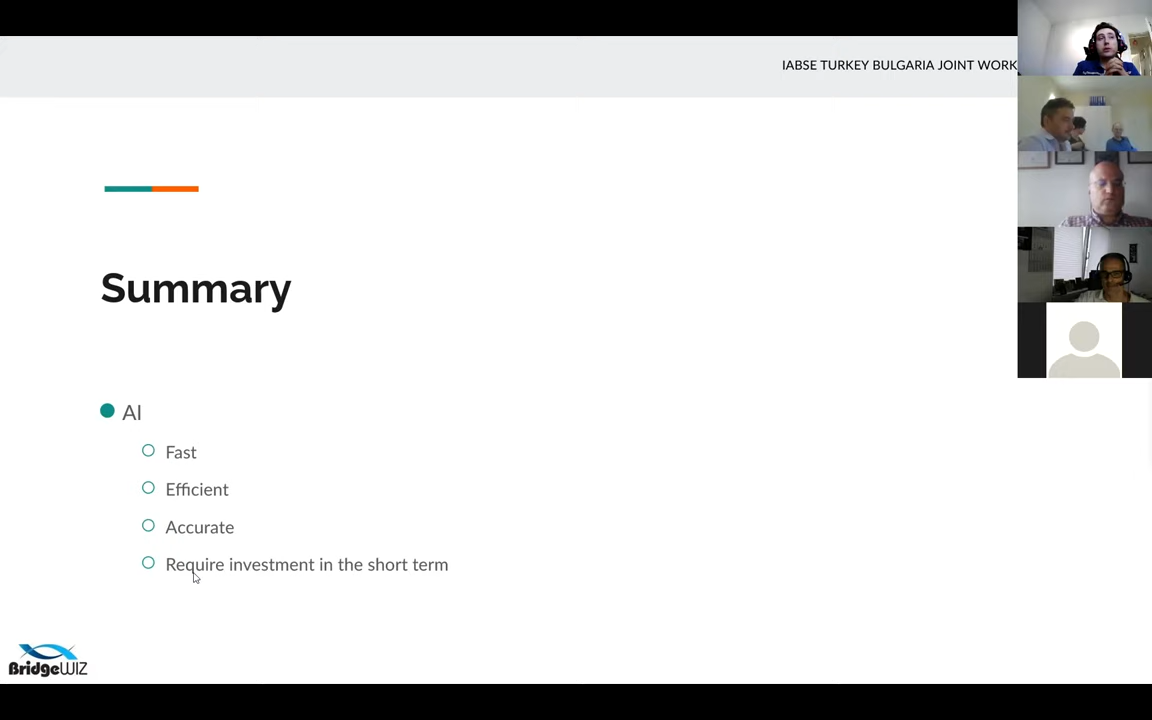 IABSE TURKEY BULGARIA JOINT WORK
Summary
AI
Fast
Efficient
Accurate
Require investment in the short term
BridgeWIZ